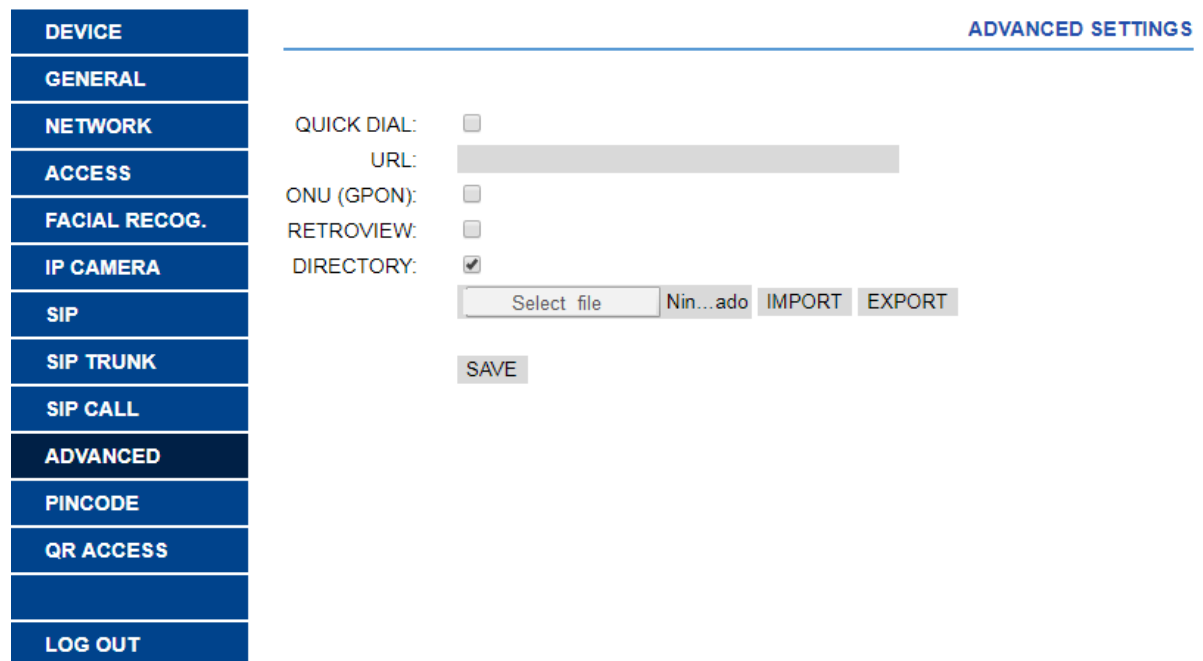 DEVICE
GENERAL
NETWORK
ACCESS
FACIAL RECOG.
IP CAMERA
SIP
SIP TRUNK
SIP CALL
ADVANCED
PINCODE
QR ACCESS
LOG OUT
ADVANCED SETTINGS
QUICK DIAL:
URL:
ONU (GPON):
RETROVIEW:
DIRECTORY:
Select file Nin...ado IMPORT EXPORT
SAVE